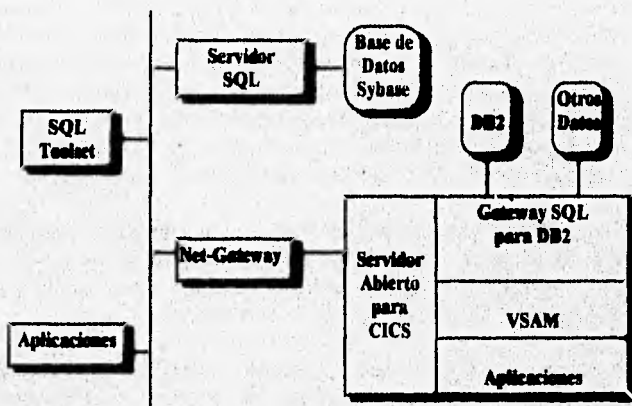 Servidor
SQL
Base de
Datos
Sybase
SQL
Toolset
DB2
Otros
Datos
Net-Gateway
Servidor
Abierto
para
CICS
Gateway SQL
para DB2
VSAM
Aplicaciones
Aplicaciones